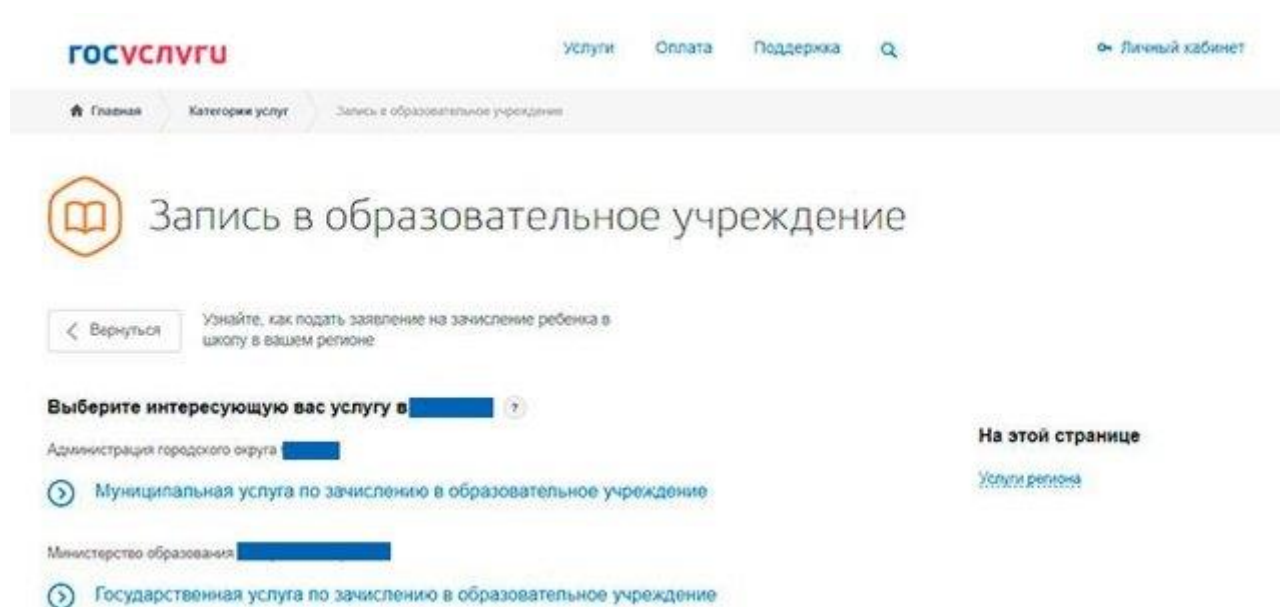 госуслуги
Услуги Оплата Поддержка Личный кабинет
Главная Категории услуг Запись в образовательное учреждение
Запись в образовательное учреждение
Вернуться
Узнайте, как подать заявление на зачисление ребенка в
школу в вашем регионе
Выберите интересующую вас услугу в ?
Администрация городского округа
Муниципальная услуга по зачислению в образовательное учреждение
Министерство образования
Государственная услуга по зачислению в образовательное учреждение
На этой странице
Услуги региона